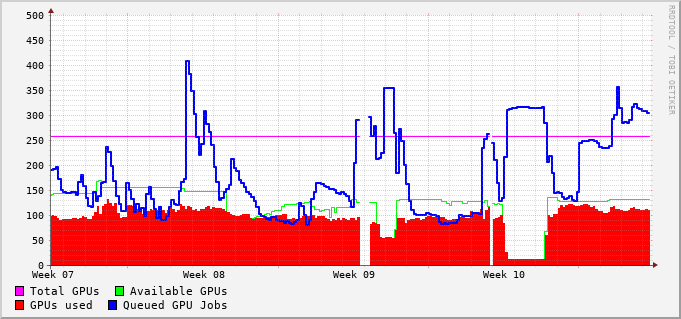 500
450
400
350
300
250
200
150
100
50
0
Week 07 Week 08 Week 09 Week 10
Total GPUs Available GPUs
GPUs used Queued GPU Jobs
RRDTOOL / TOBI OETIKER